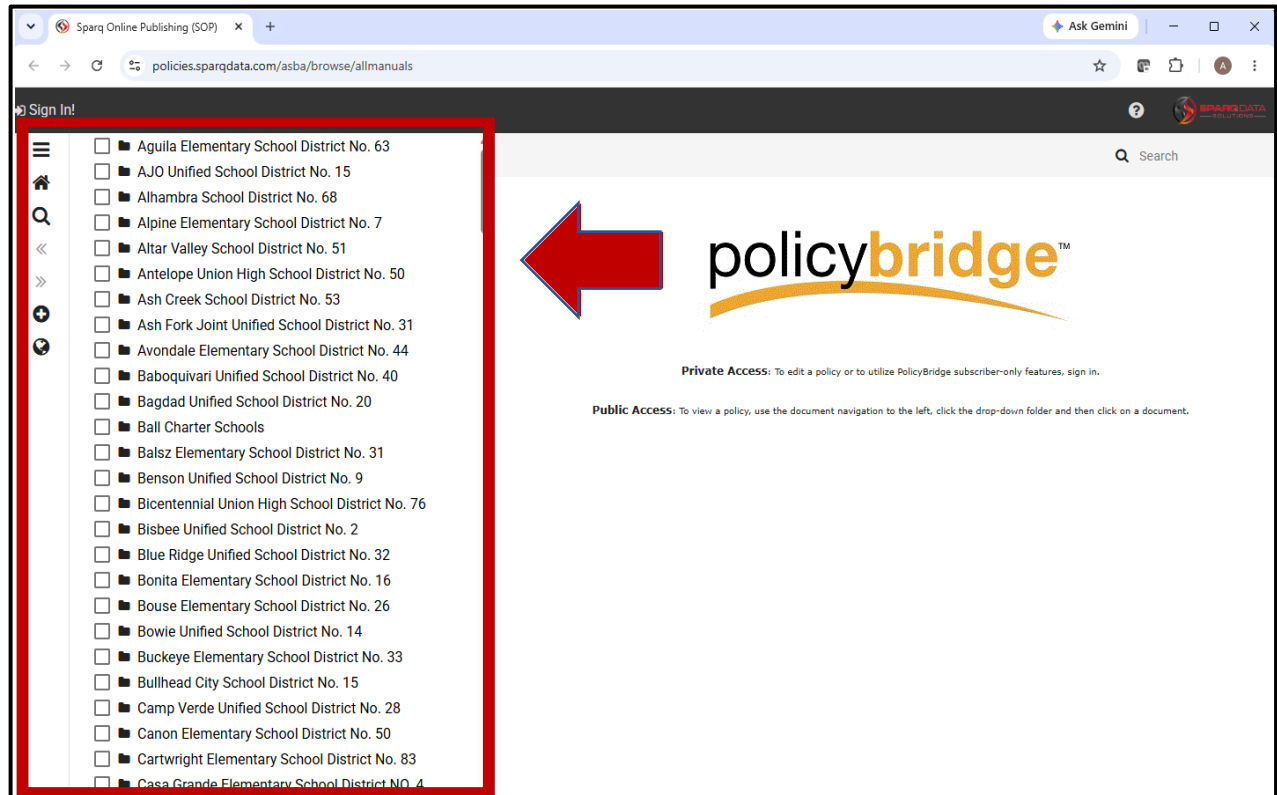 Sparq Online Publishing (SOP)
Ask Gemini
policies.sparqdata.com/asba/browse/allmanuals
A
Sign In!
SPARQ DATA
SOLUTIONS
Search
Aguila Elementary School District No. 63
AJO Unified School District No. 15
Alhambra School District No. 68
Alpine Elementary School District No. 7
Altar Valley School District No. 51
Antelope Union High School District No. 50
Ash Creek School District No. 53
Ash Fork Joint Unified School District No. 31
Avondale Elementary School District No. 44
Baboquivari Unified School District No. 40
Bagdad Unified School District No. 20
Ball Charter Schools
Balsz Elementary School District No. 31
Benson Unified School District No. 9
Bicentennial Union High School District No. 76
Bisbee Unified School District No. 2
Blue Ridge Unified School District No. 32
Bonita Elementary School District No. 16
Bouse Elementary School District No. 26
Bowie Unified School District No. 14
Buckeye Elementary School District No. 33
Bullhead City School District No. 15
Camp Verde Unified School District No. 28
Canon Elementary School District No. 50
Cartwright Elementary School District No. 83
Casa Grande Elementary School District NO. 4
policybridge™
Private Access: To edit a policy or to utilize PolicyBridge subscriber-only features, sign in.
Public Access: To view a policy, use the document navigation to the left, click the drop-down folder and then click on a document.